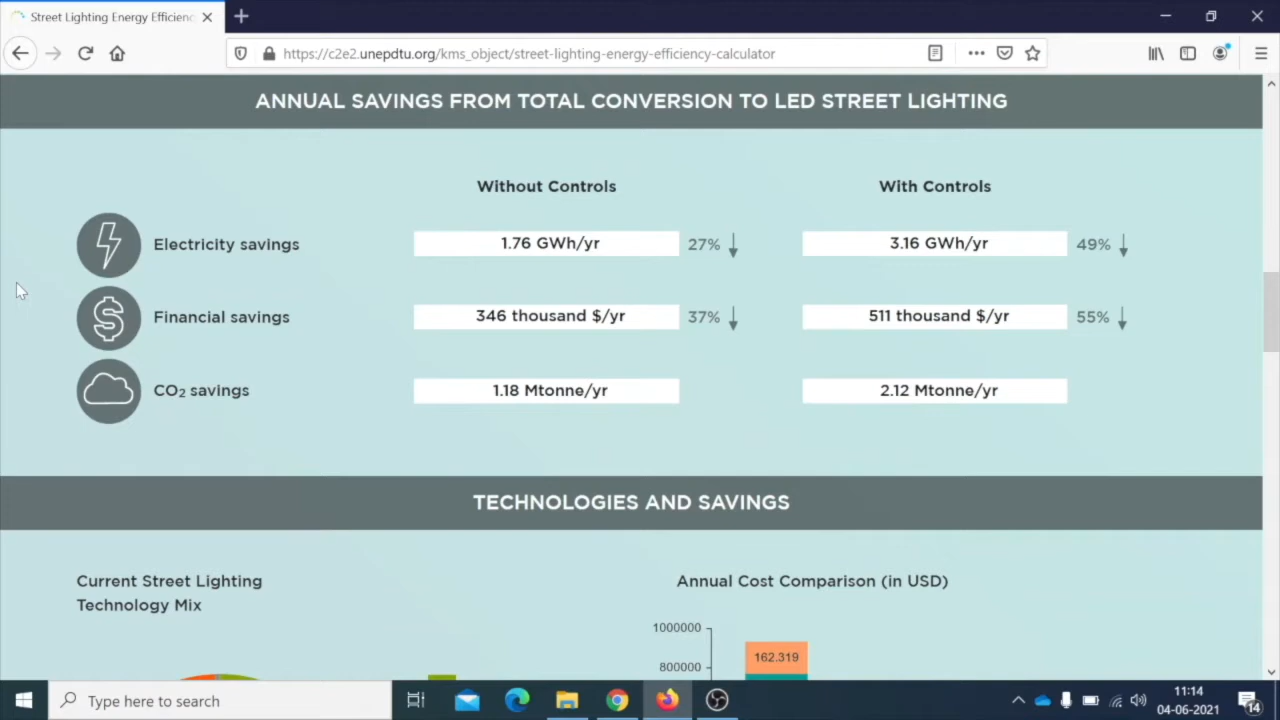 Street Lighting Energy Efficienc
https://c2e2.unepdtu.org/kms_object/street-lighting-energy-efficiency-calculator
ANNUAL SAVINGS FROM TOTAL CONVERSION TO LED STREET LIGHTING
Without Controls With Controls
Electricity savings 1.76 GWh/yr 27% 3.16 GWh/yr 49%
Financial savings 346 thousand $/yr 37% 511 thousand $/yr 55%
CO₂ savings 1.18 Mtonne/yr 2.12 Mtonne/yr
TECHNOLOGIES AND SAVINGS
Current Street Lighting
Technology Mix
Annual Cost Comparison (in USD)
1000000
162.319
800000
Type here to search
11:14
04-06-2021
14